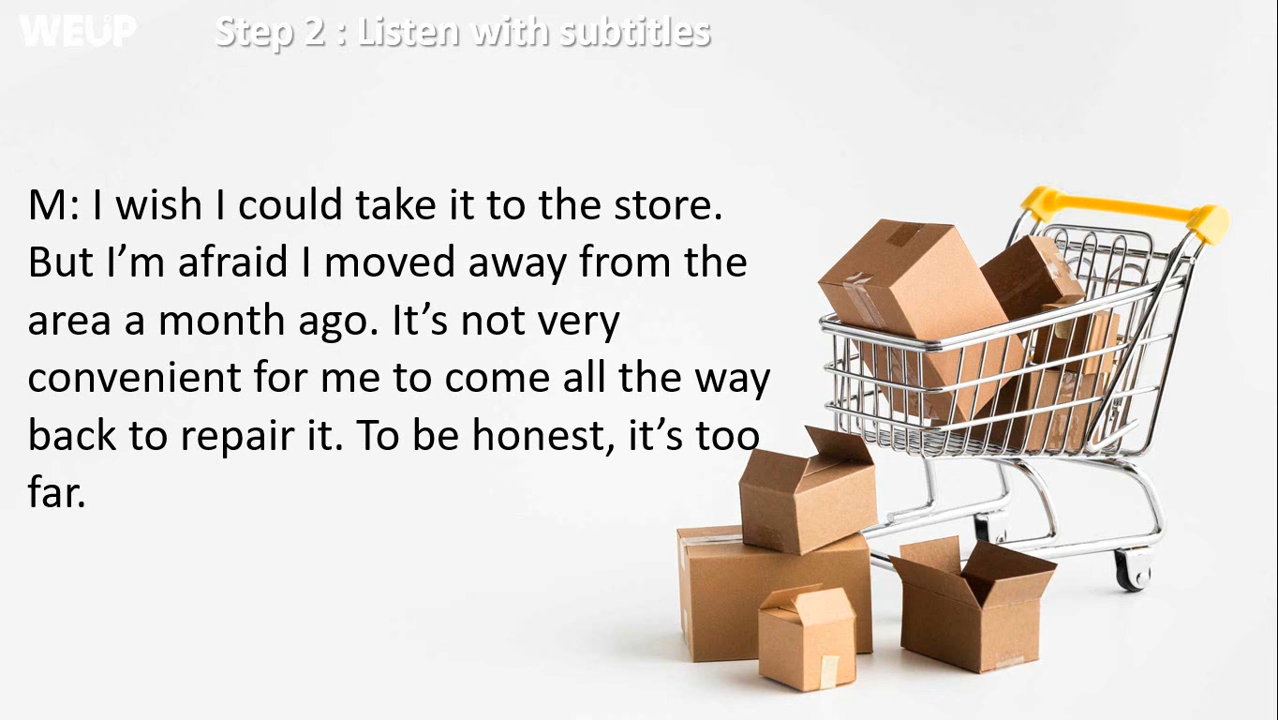 WEUP
Step 2 : Listen with subtitles
M: I wish I could take it to the store.
But I’m afraid I moved away from the
area a month ago. It’s not very
convenient for me to come all the way
back to repair it. To be honest, it’s too
far.